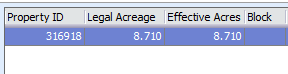 Property ID Legal Acreage Effective Acres Block
316918 8.710 8.710